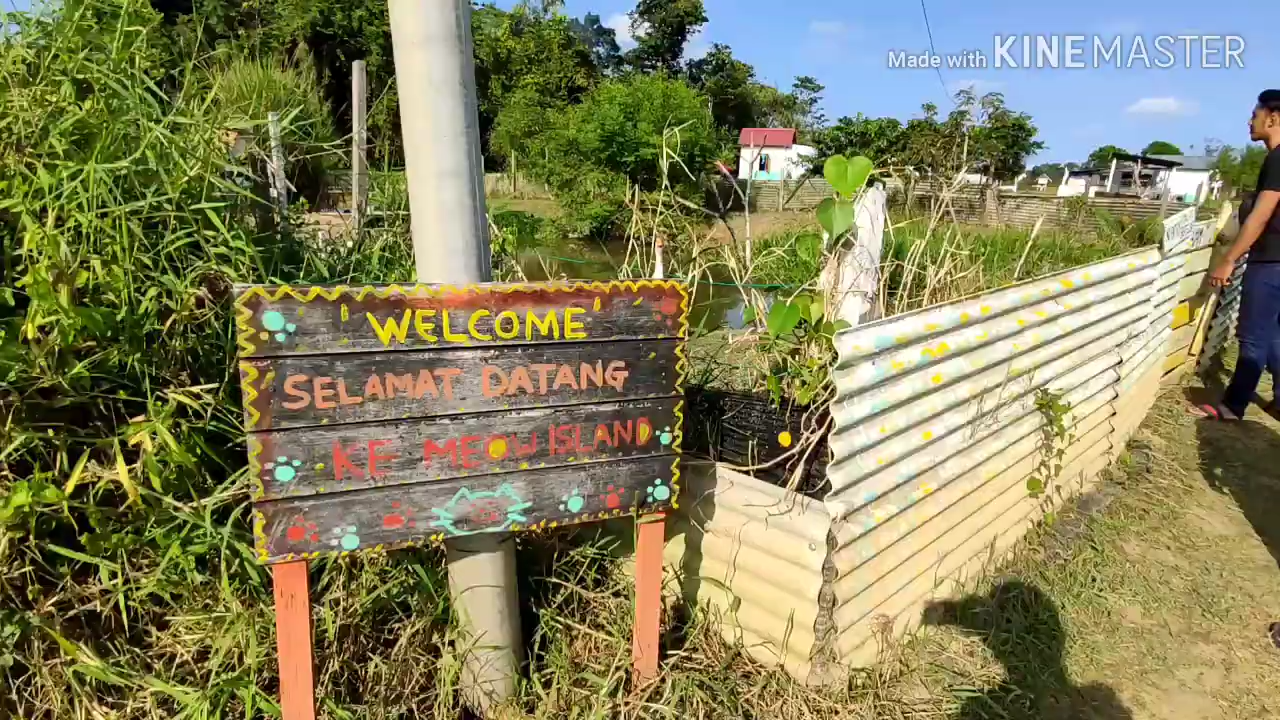 Made with KINEMASTER
'WELCOME'
SELAMAT DATANG
KE MEOW ISLAND